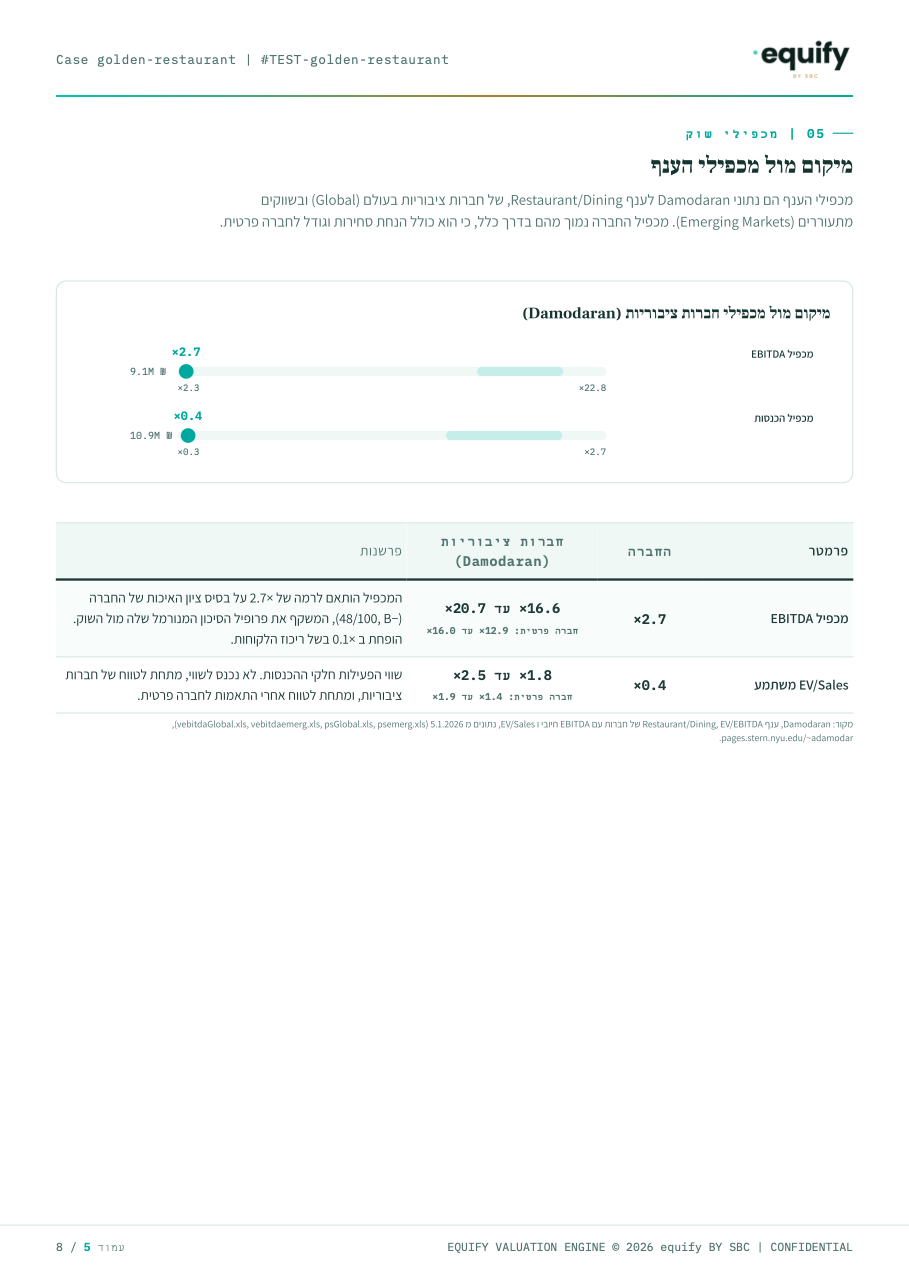 Case golden-restaurant | #TEST-golden-restaurant
equify
BY SBC
05 | מכפילי שוק
מיקום מול מכפילי הענף
מכפילי הענף הם נתוני Damodaran לענף Restaurant/Dining, של חברות ציבוריות בעולם (Global) ובשווקים
מתעוררים (Emerging Markets). מכפיל החברה נמוך מהם בדרך כלל, כי הוא כולל הנחת סחירות וגודל לחברה פרטית.
מיקום מול מכפילי חברות ציבוריות (Damodaran)
מכפיל EBITDA
×2.7
9.1M ₪
×2.3
×22.8
מכפיל הכנסות
×0.4
10.9M ₪
×0.3
×2.7
פרמטר
החברה
חברות ציבוריות
(Damodaran)
פרשנות
מכפיל EBITDA
×2.7
×16.6 עד ×20.7
חברה פרטית: ×12.9 עד ×16.0
המכפיל הותאם לרמה של ×2.7 על בסיס ציון האיכות של החברה
(48/100, B−), המשקף את פרופיל הסיכון המנורמל שלה מול השוק.
הופחת ב ×0.1 בשל ריכוז הלקוחות.
EV/Sales משתמע
×0.4
×1.8 עד ×2.5
חברה פרטית: ×1.4 עד ×1.9
שווי הפעילות חלקי ההכנסות. לא נכנס לשווי, מתחת לטווח של חברות
ציבוריות, ומתחת לטווח אחרי התאמות לחברה פרטית.
מקור: Damodaran, ענף Restaurant/Dining, EV/EBITDA של חברות עם EBITDA חיובי ו EV/Sales, נתונים מ 5.1.2026 (vebitdaGlobal.xls, vebitdaemerg.xls, psGlobal.xls, psemerg.xls),
pages.stern.nyu.edu/~adamodar.
EQUIFY VALUATION ENGINE © 2026 equify BY SBC | CONFIDENTIAL
עמוד 5 / 8